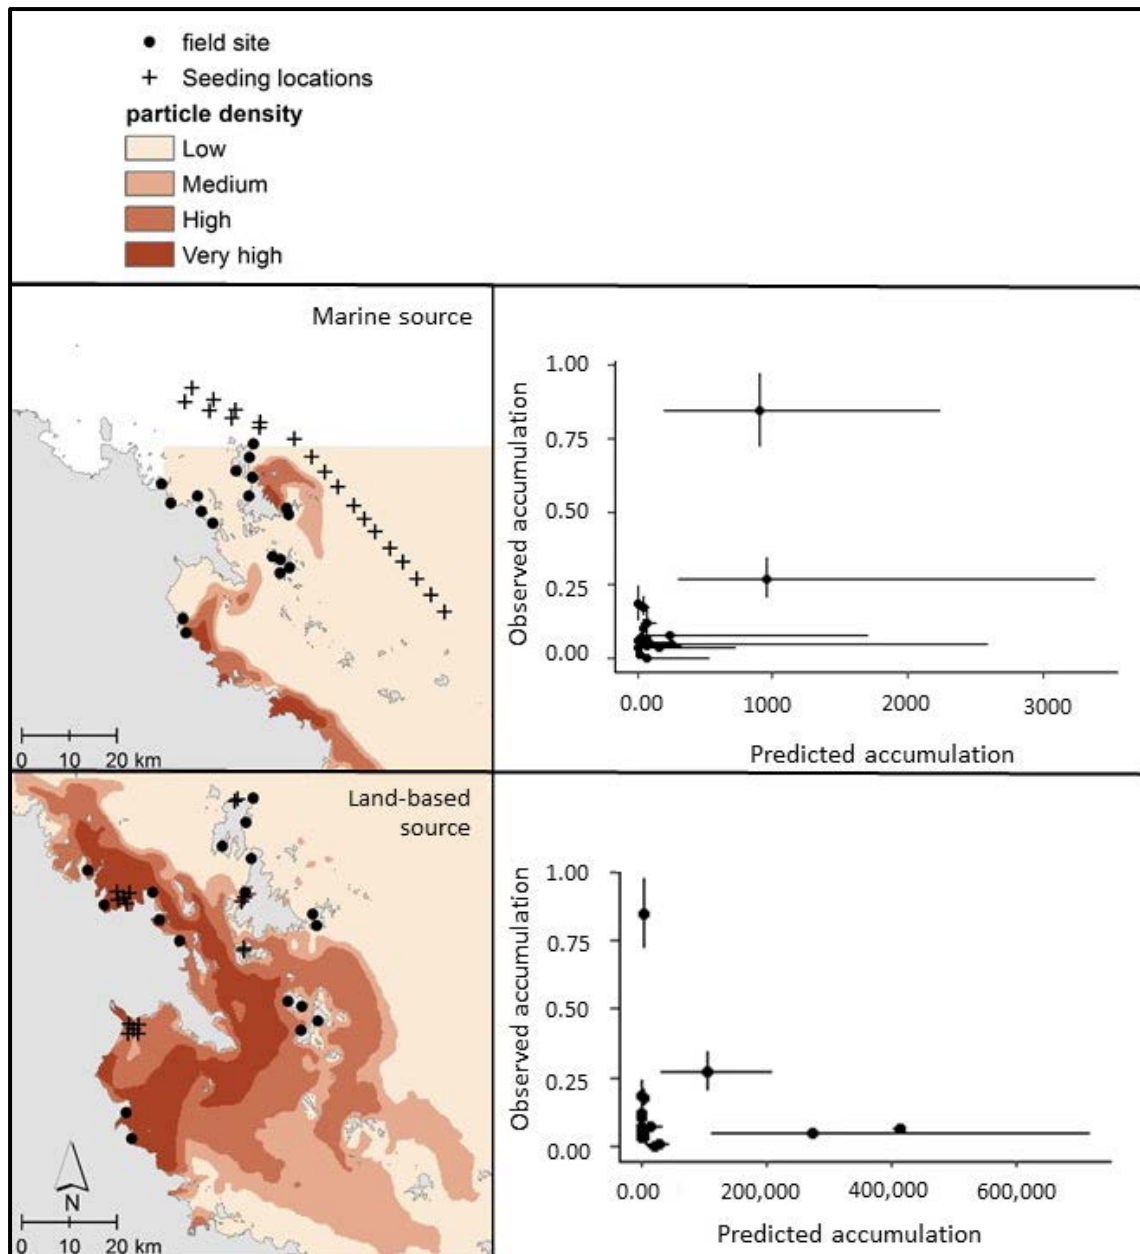 field site
Seeding locations
particle density
Low
Medium
High
Very high
Marine source
0 10 20 km
1.00
0.75
0.50
0.25
0.00
Observed accumulation
0.00 1000 2000 3000
Predicted accumulation
Land-based
source
N
0 10 20 km
1.00
0.75
0.50
0.25
0.00
Observed accumulation
0.00 200,000 400,000 600,000
Predicted accumulation